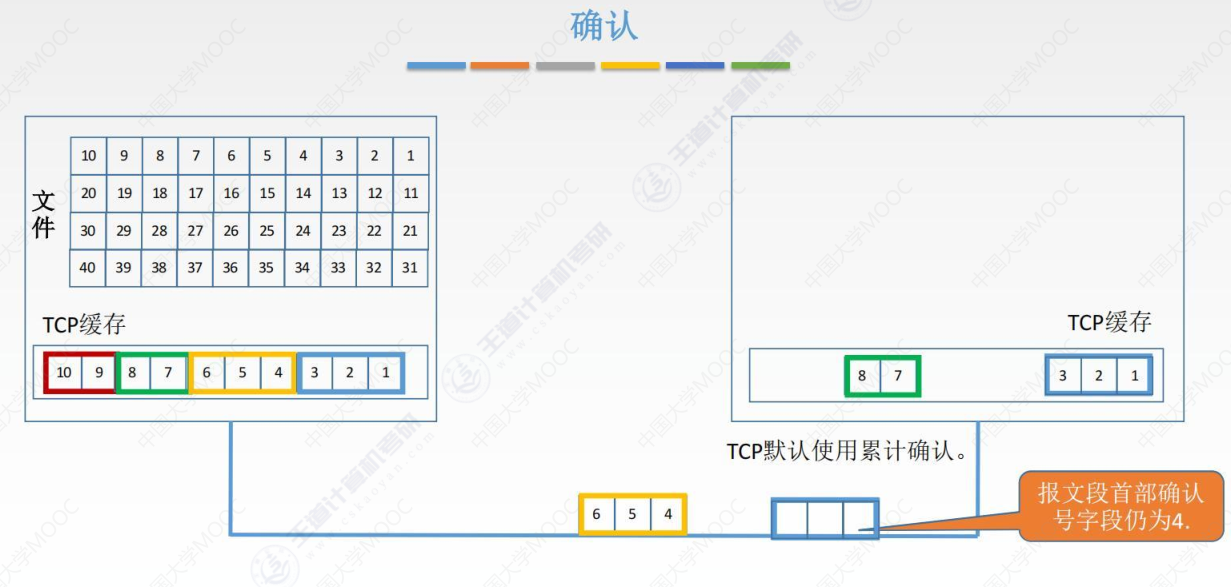 确认
10 9 8 7 6 5 4 3 2 1
20 19 18 17 16 15 14 13 12 11
30 29 28 27 26 25 24 23 22 21
40 39 38 37 36 35 34 33 32 31
文件
TCP缓存
10 9 8 7 6 5 4 3 2 1
TCP缓存
8 7
3 2 1
TCP默认使用累计确认。
6 5 4
报文段首部确认
号字段仍为4.
中国大学MOOC
王道计算机考研
www.cskaoyan.com